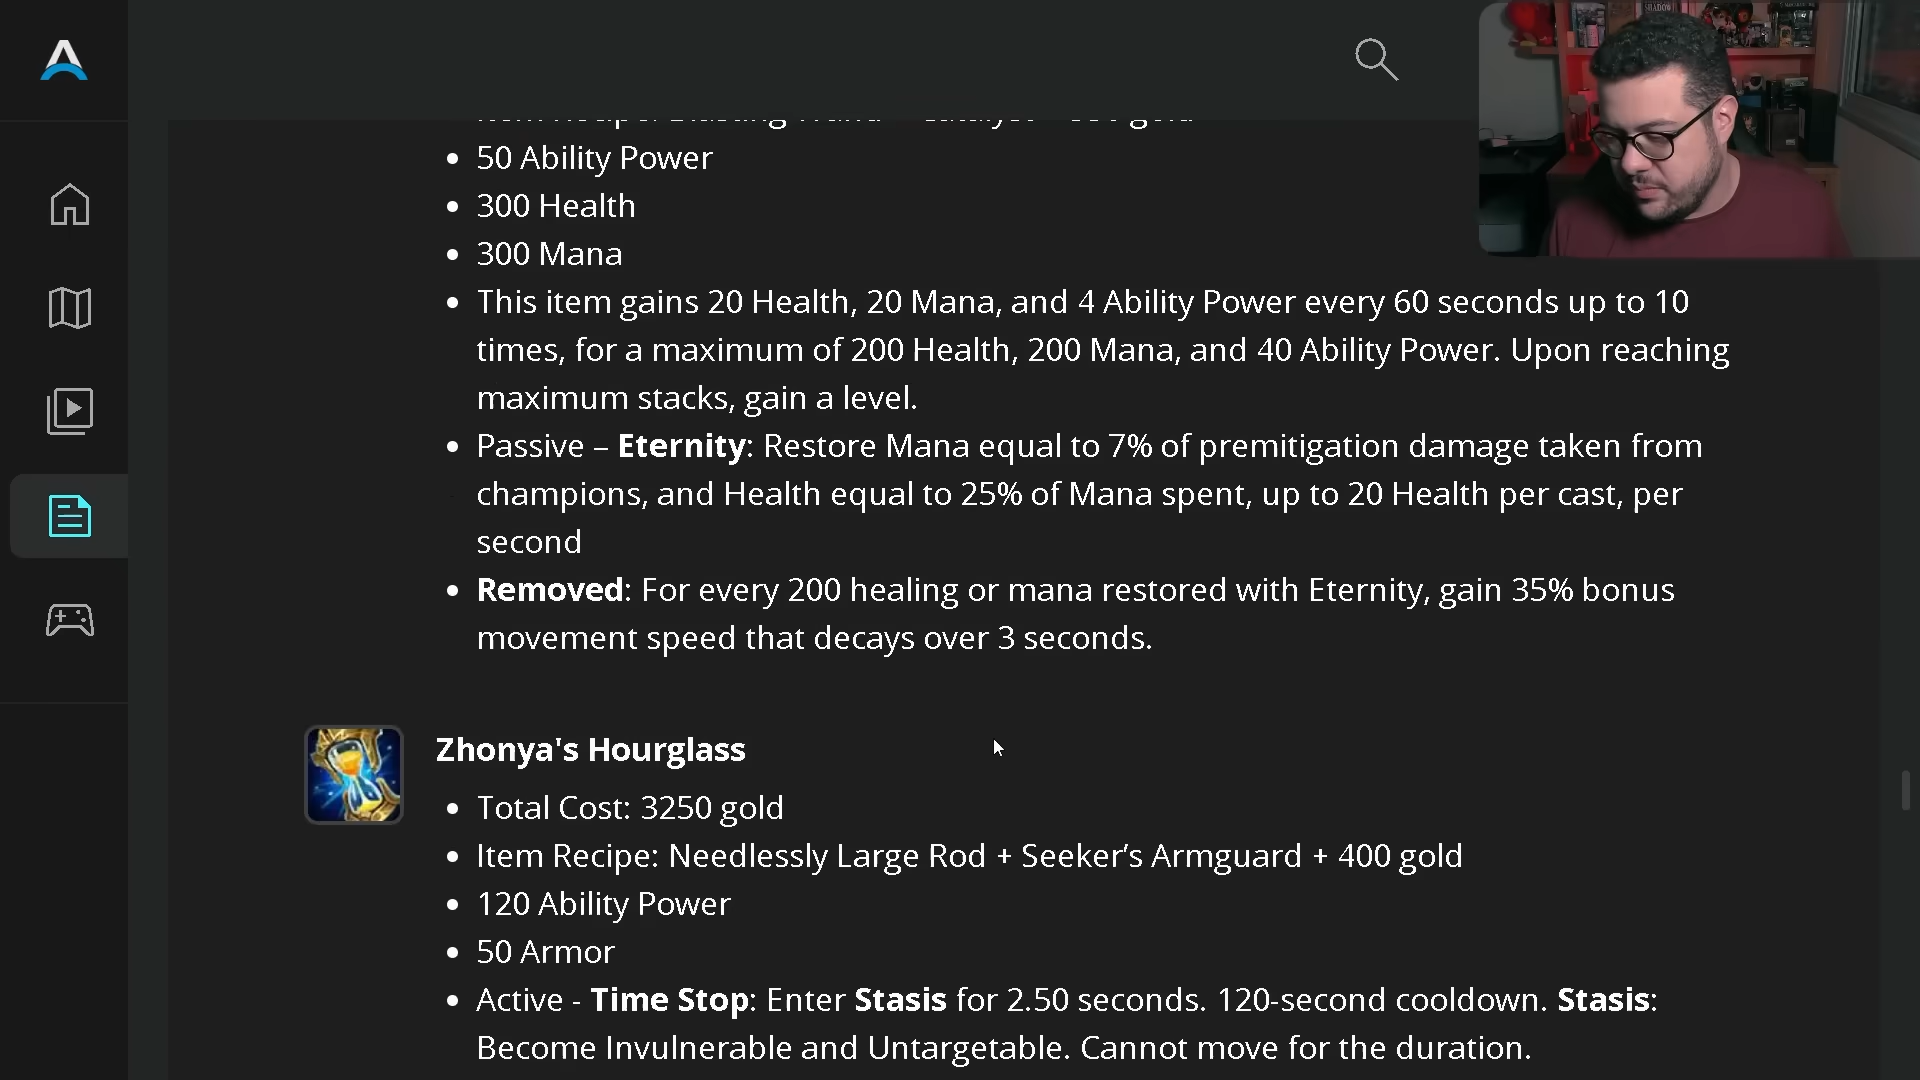 50 Ability Power
300 Health
300 Mana
This item gains 20 Health, 20 Mana, and 4 Ability Power every 60 seconds up to 10
times, for a maximum of 200 Health, 200 Mana, and 40 Ability Power. Upon reaching
maximum stacks, gain a level.
Passive – Eternity: Restore Mana equal to 7% of premitigation damage taken from
champions, and Health equal to 25% of Mana spent, up to 20 Health per cast, per
second
Removed: For every 200 healing or mana restored with Eternity, gain 35% bonus
movement speed that decays over 3 seconds.
Zhonya's Hourglass
Total Cost: 3250 gold
Item Recipe: Needlessly Large Rod + Seeker’s Armguard + 400 gold
120 Ability Power
50 Armor
Active - Time Stop: Enter Stasis for 2.50 seconds. 120-second cooldown. Stasis:
Become Invulnerable and Untargetable. Cannot move for the duration.